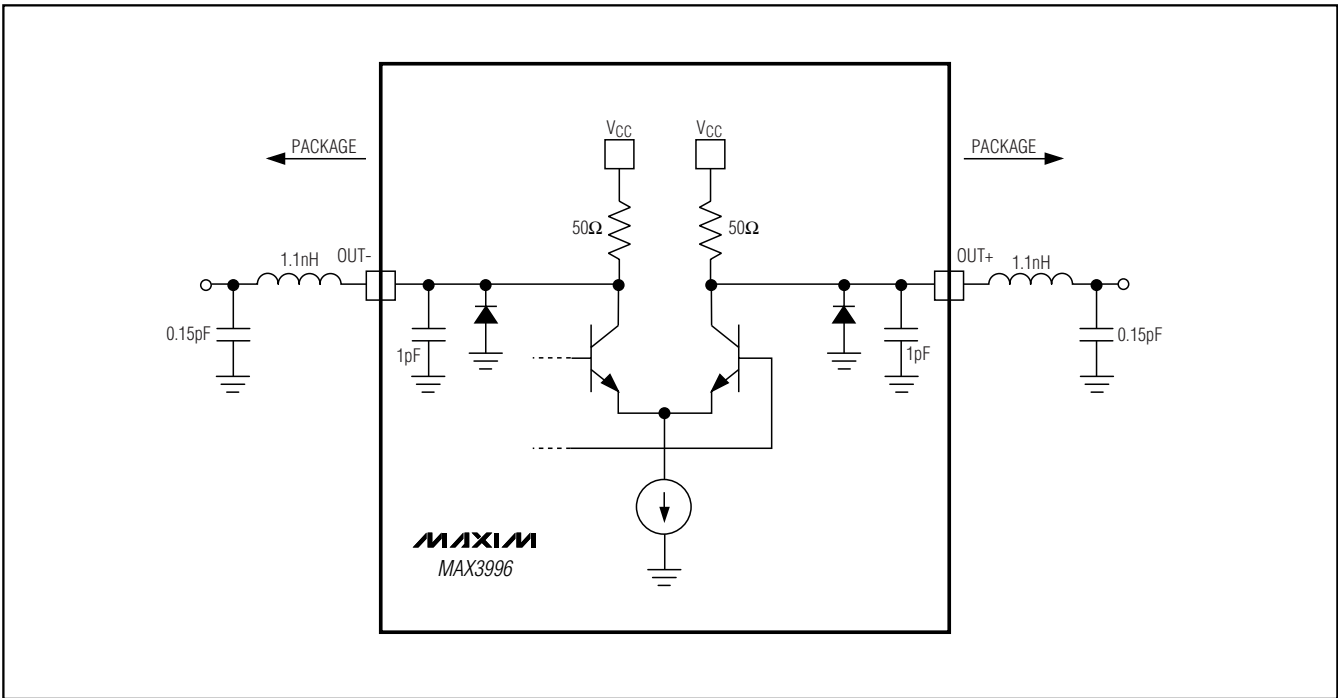 VCC VCC
PACKAGE PACKAGE
50Ω 50Ω
1.1nH OUT- OUT+ 1.1nH
0.15pF 1pF 1pF 0.15pF
MAXIM
MAX3996